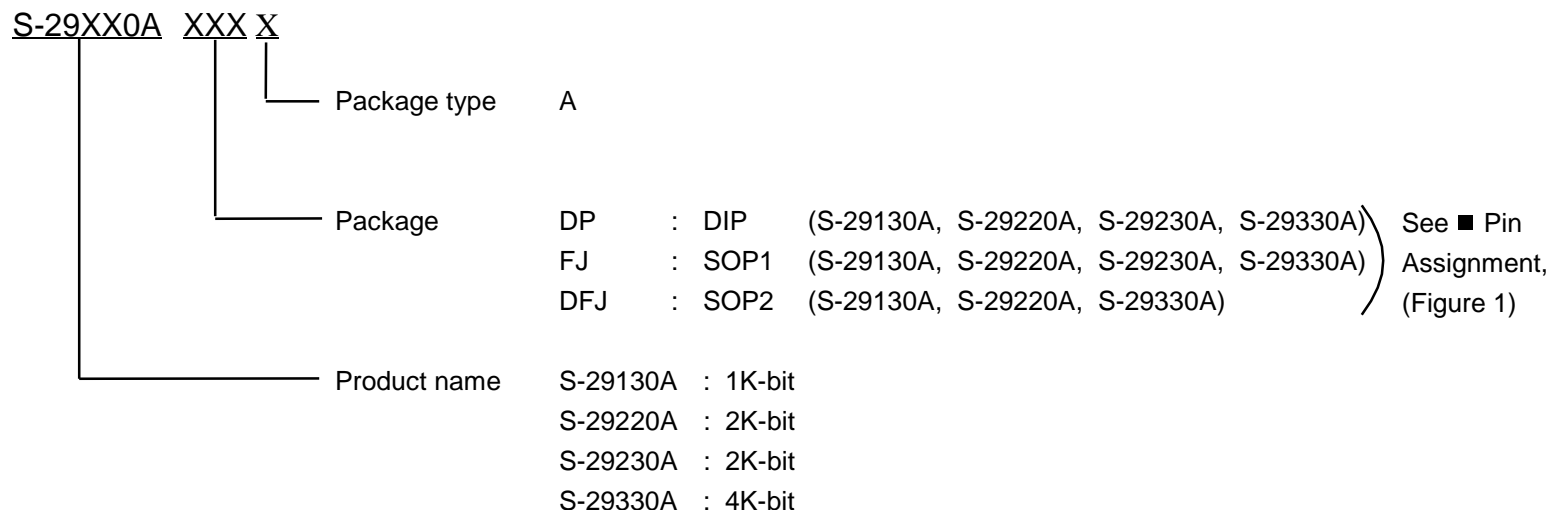 S-29XX0A XXX X
Package type A
Package DP : DIP (S-29130A, S-29220A, S-29230A, S-29330A) See ■ Pin
FJ : SOP1 (S-29130A, S-29220A, S-29230A, S-29330A) Assignment,
DFJ : SOP2 (S-29130A, S-29220A, S-29330A) (Figure 1)
Product name S-29130A : 1K-bit
S-29220A : 2K-bit
S-29230A : 2K-bit
S-29330A : 4K-bit